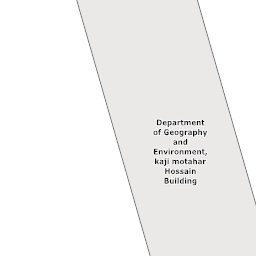 Department
of Geography
and
Environment,
kaji motahar
Hossain
Building